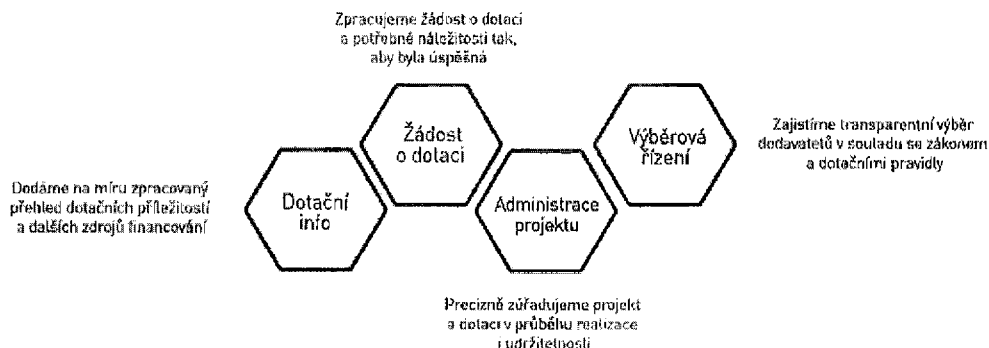 Zpracujeme žádost o dotaci
a potřebné náležitosti tak,
aby byla úspěšná
Žádost
o dotaci
Výběrová
řízení
Zajistíme transparentní výběr
dodavatelů v souladu se zákonem
a dotačními pravidly
Dodáme na míru zpracovaný
přehled dotačních příležitostí
a dalších zdrojů financování
Dotační
info
Administrace
projektu
Precizně zúřadujeme projekt
a dotaci v průběhu realizace
i udržitelnosti